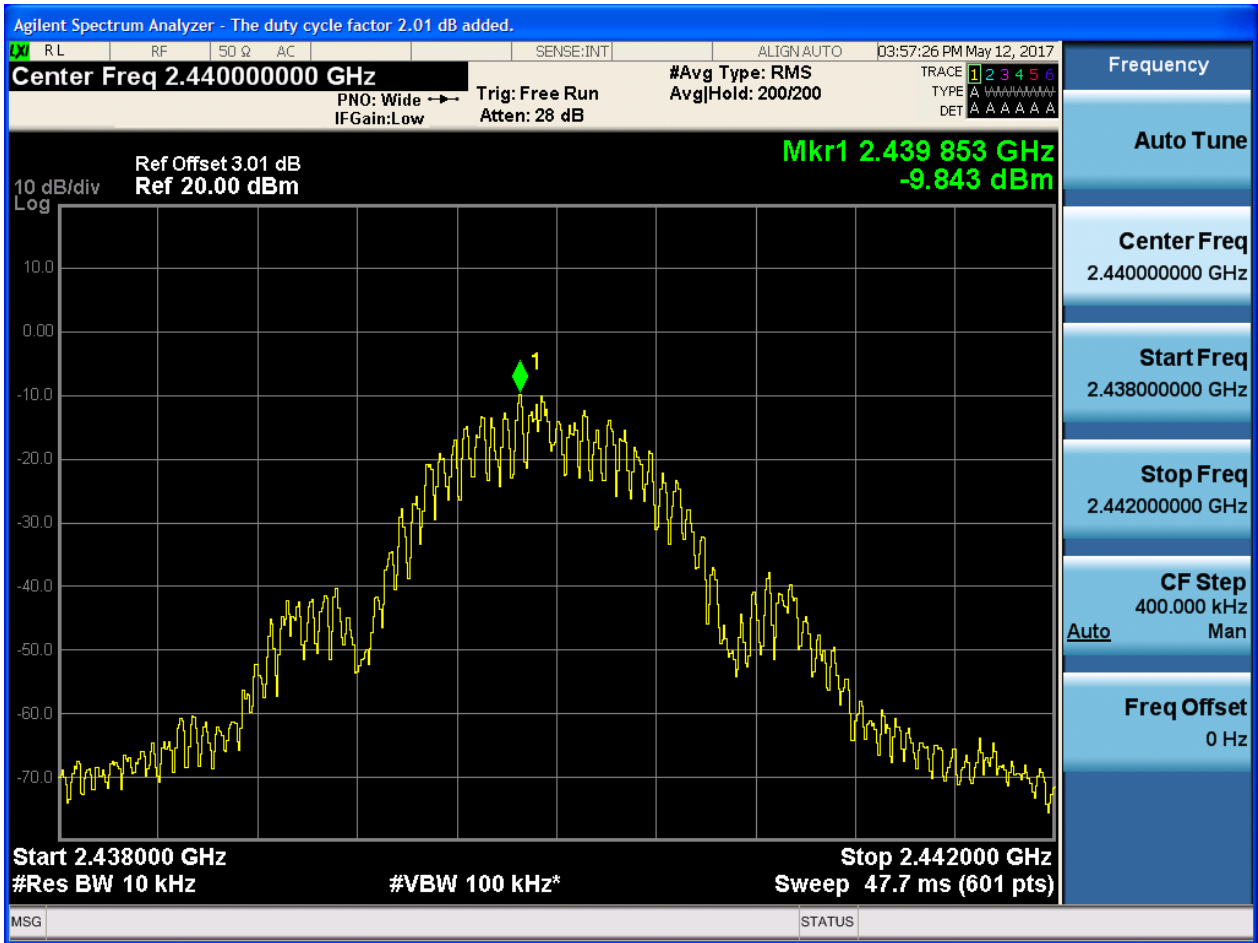 Agilent Spectrum Analyzer - The duty cycle factor 2.01 dB added.
LXI RL RF 50 Ω AC SENSE:INT ALIGN AUTO 03:57:26 PM May 12, 2017
Center Freq 2.440000000 GHz
PNO: Wide
IFGain:Low
Trig: Free Run
Atten: 28 dB
#Avg Type: RMS
Avg|Hold: 200/200
TRACE 1 2 3 4 5 6
TYPE A WWWWW
DET A A A A A A
Mkr1 2.439 853 GHz
-9.843 dBm
Ref Offset 3.01 dB
10 dB/div Ref 20.00 dBm
Log
10.0
0.00
-10.0
-20.0
-30.0
-40.0
-50.0
-60.0
-70.0
1
Start 2.438000 GHz Stop 2.442000 GHz
#Res BW 10 kHz #VBW 100 kHz* Sweep 47.7 ms (601 pts)
MSG STATUS
Frequency
Auto Tune
Center Freq
2.440000000 GHz
Start Freq
2.438000000 GHz
Stop Freq
2.442000000 GHz
CF Step
400.000 kHz
Auto Man
Freq Offset
0 Hz